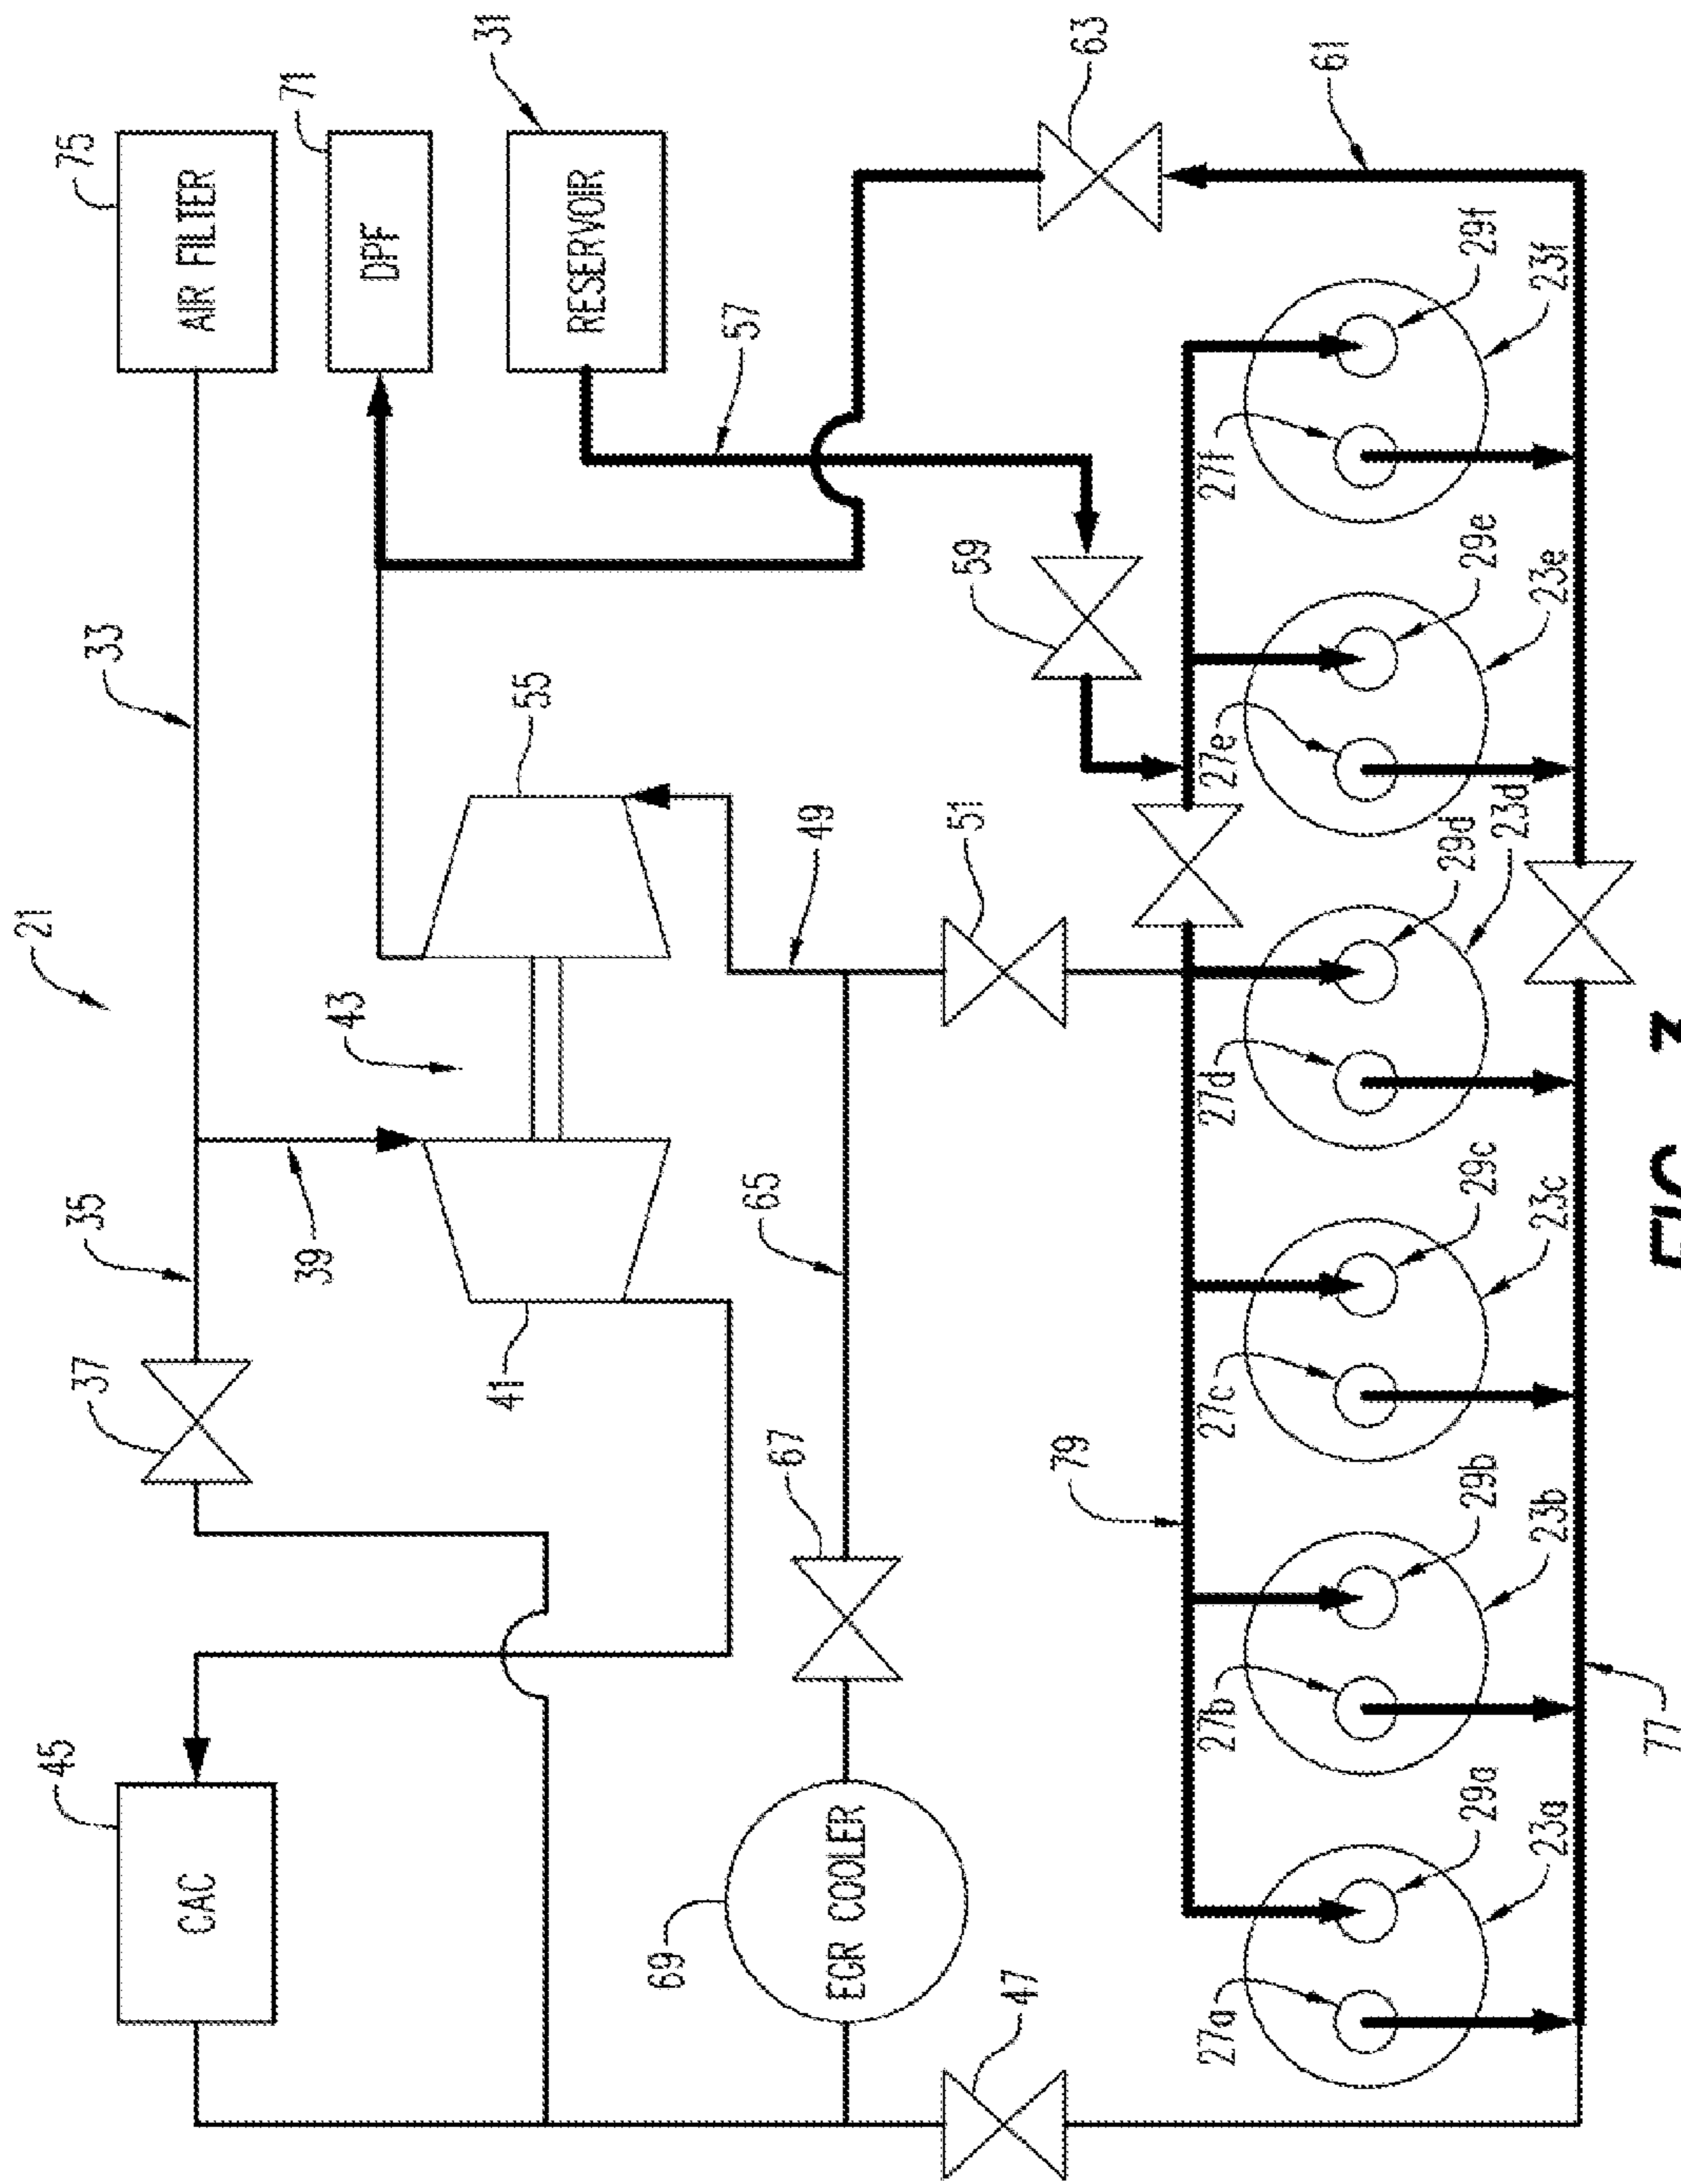 21
45
37
35
33
75
CAC
AIR FILTER
71
39
43
DPF
55
31
41
RESERVOIR
69
57
65
67
49
EGR COOLER
59
51
47
63
79
27a
27b
27c
27d
27e
27f
61
29a
29b
29c
29d
29e
29f
23a
23b
23c
23d
23e
23f
77
FIG. 3